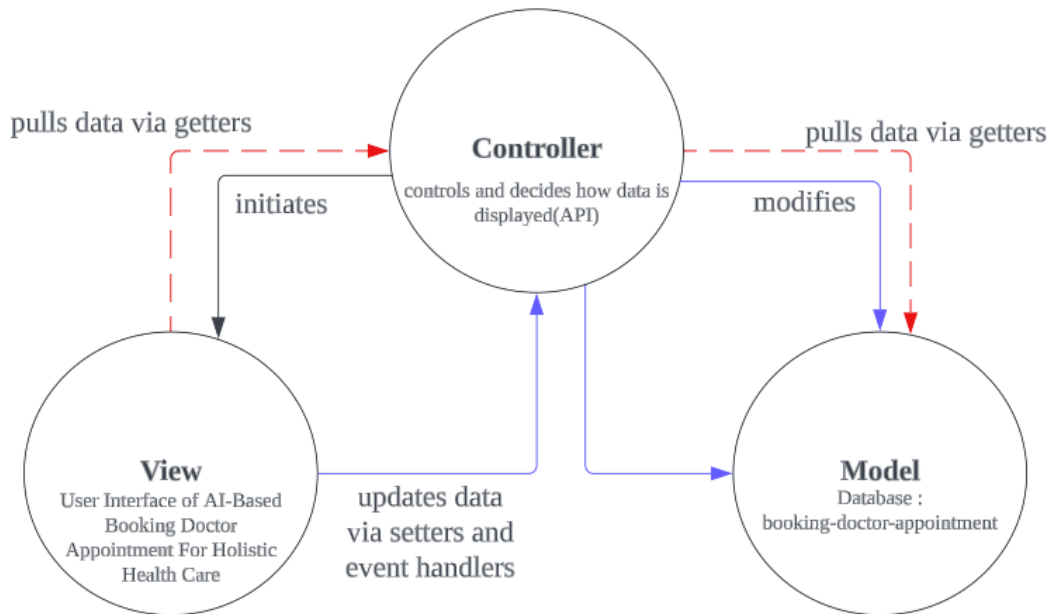 pulls data via getters
Controller
controls and decides how data is
displayed(API)
pulls data via getters
initiates
modifies
View
User Interface of AI-Based
Booking Doctor
Appointment For Holistic
Health Care
updates data
via setters and
event handlers
Model
Database :
booking-doctor-appointment